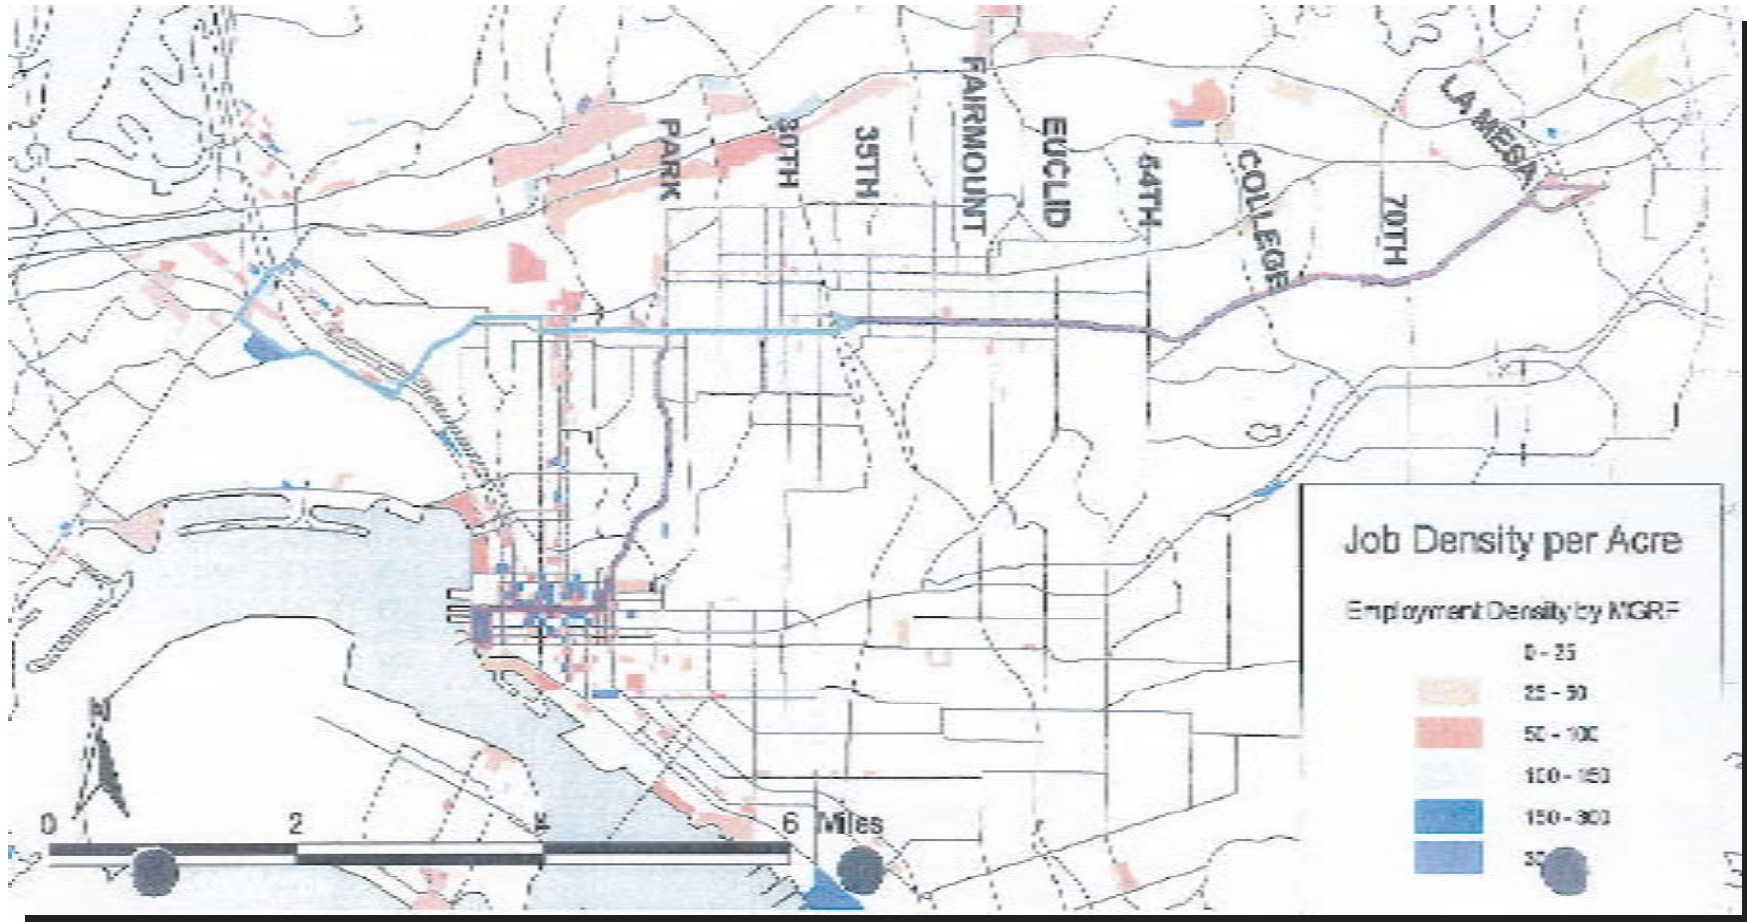 PARK
30TH
35TH
FAIRMOUNT
EUCLID
54TH
COLLEGE
70TH
LA MESA
Job Density per Acre
Employment Density by MGRF
0 - 25
25 - 50
50 - 100
100 - 150
150 - 300
N
0 2 4 6 Miles